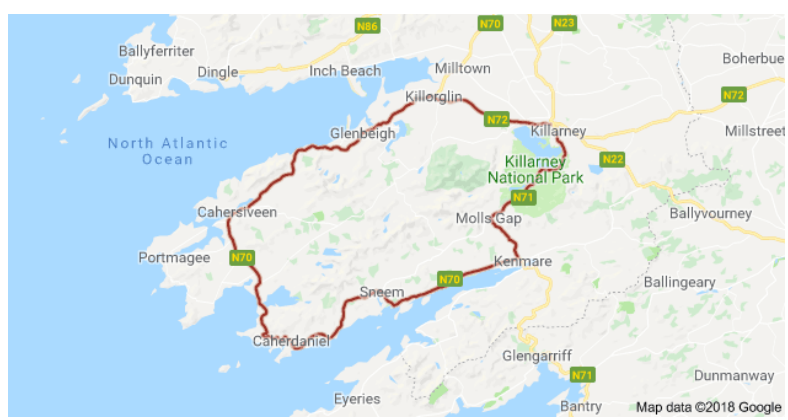 N86
N70
N23
Ballyferriter
Boherbue
Dingle
Inch Beach
Milltown
Dunquin
Killorglin
N72
N72
Glenbeigh
Killarney
Millstreet
North Atlantic
Ocean
Killarney
National Park
N22
N71
Cahersiveen
Molls Gap
Ballyvourney
Portmagee
N70
Kenmare
N70
Ballingeary
Sneem
Caherdaniel
Glengarriff
N71
Dunmanway
Eyeries
Bantry
Map data ©2018 Google